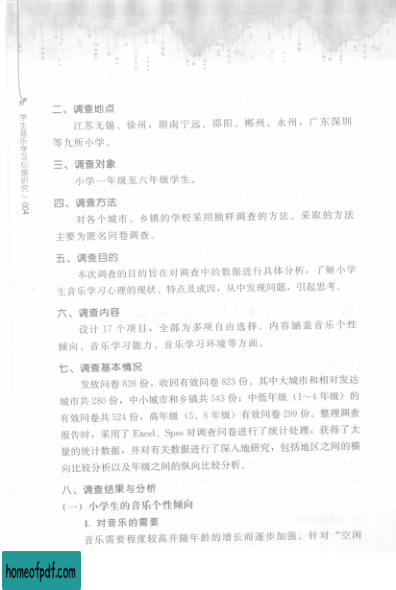 学生音乐学习心理研究 / 004
二、调查地点
江苏无锡、徐州，湖南宁远、邵阳、郴州、永州，广东深圳
等九所小学。
三、调查对象
小学一年级至六年级学生。
四、调查方法
对各个城市、乡镇的学校采用抽样调查的方法。采取的方法
主要为匿名问卷调查。
五、调查目的
本次调查的目的旨在对调查中的数据进行具体分析，了解小学
生音乐学习心理的现状、特点及成因，从中发现问题，引起思考。
六、调查内容
设计 17 个项目，全部为多项自由选择。内容涵盖音乐个性
倾向、音乐学习能力、音乐学习环境等方面。
七、调查基本情况
发放问卷 826 份，收回有效问卷 823 份。其中大城市和相对发达
城市共 280 份，中小城市和乡镇共 543 份；中低年级（1～4 年级）的
有效问卷共 524 份，高年级（5、6 年级）有效问卷 299 份。整理调查
报告时，采用了 Excel、Spss 对调查问卷进行了统计处理，获得了大
量的统计数据，并对有关数据进行了深入地研究，包括地区之间的横
向比较分析以及年级之间的纵向比较分析。
八、调查结果与分析
（一）小学生的音乐个性倾向
1. 对音乐的需要
音乐需要程度较高并随年龄的增长而逐步加强。针对“空闲
homeofpdf.com